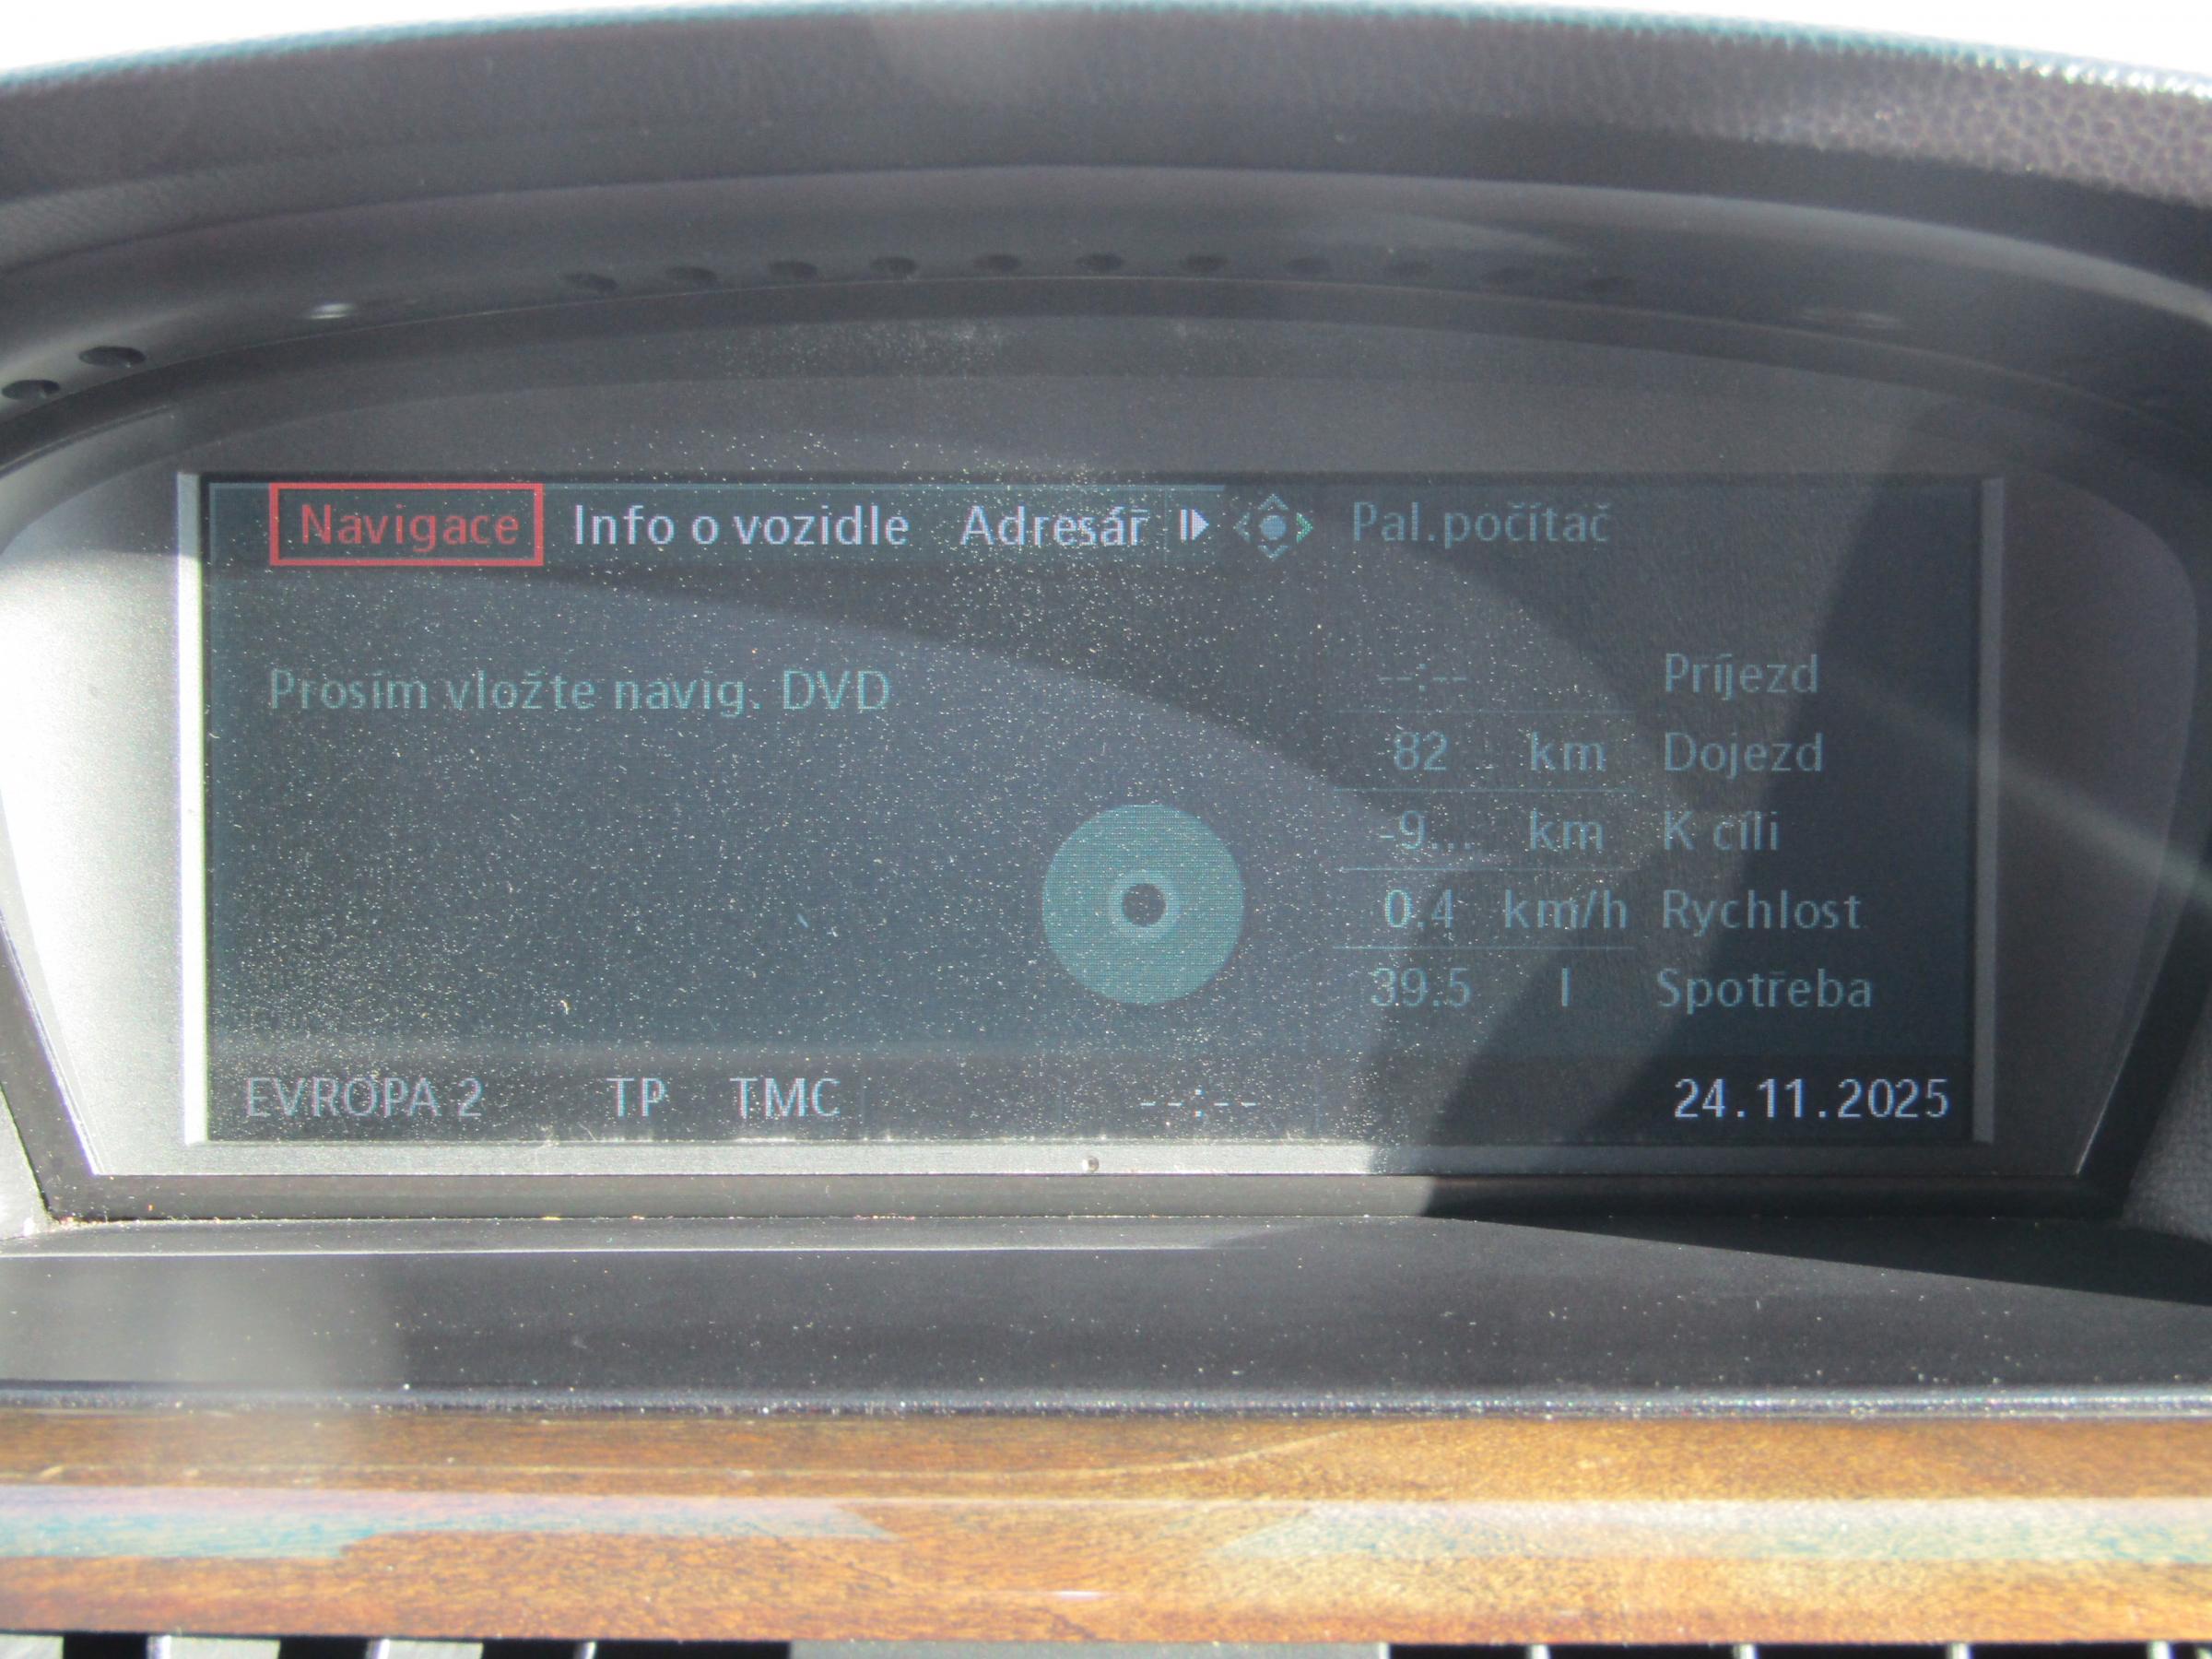 Navigace Info o vozidle Adresář Pal.počítač
Prosím vložte navig. DVD
--:-- Príjezd
82 km Dojezd
-9... km K cíli
0.4 km/h Rychlost
39.5 l Spotřeba
EVROPA 2 TP TMC --:-- 24.11.2025